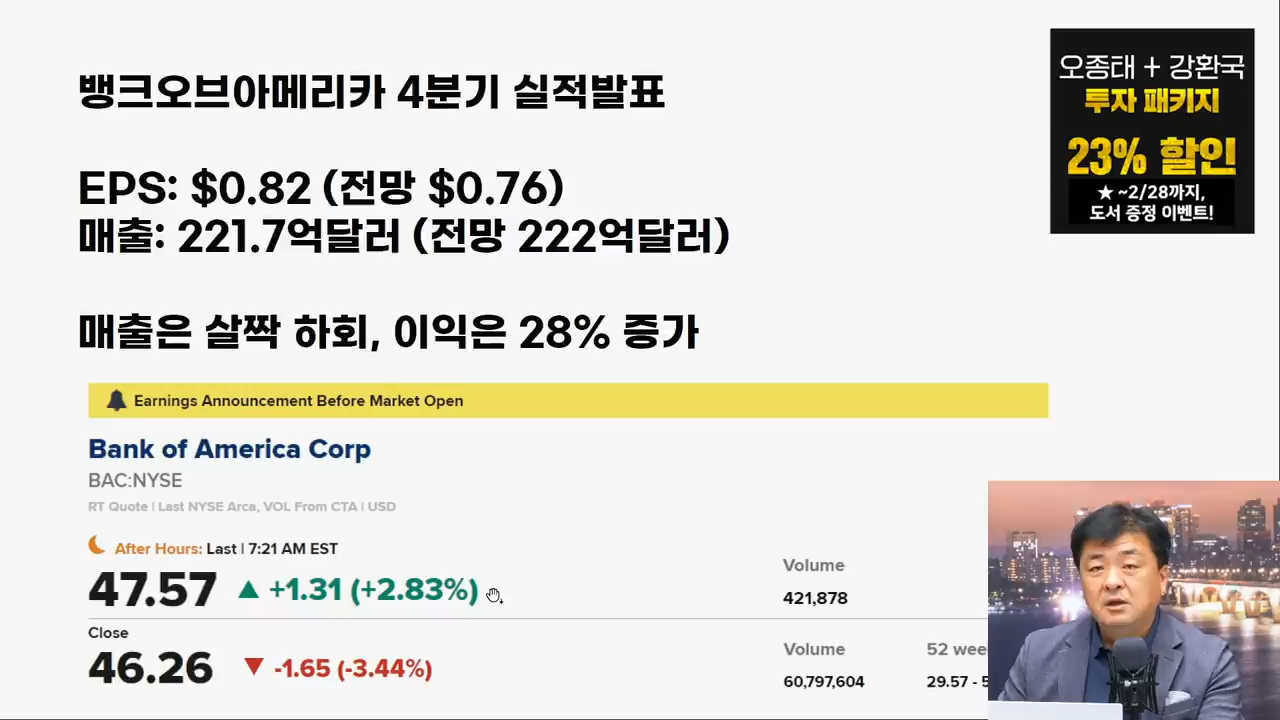 뱅크오브아메리카 4분기 실적발표
EPS: $0.82 (전망 $0.76)
매출: 221.7억달러 (전망 222억달러)
매출은 살짝 하회, 이익은 28% 증가
오종태 + 강환국
투자 패키지
23% 할인
★ ~2/28까지,
도서 증정 이벤트!
Earnings Announcement Before Market Open
Bank of America Corp
BAC:NYSE
RT Quote | Last NYSE Arca, VOL From CTA | USD
After Hours: Last | 7:21 AM EST
47.57 ▲ +1.31 (+2.83%)
Volume
421,878
Close
46.26 ▼ -1.65 (-3.44%)
Volume
60,797,604
52 wee
29.57 - 5